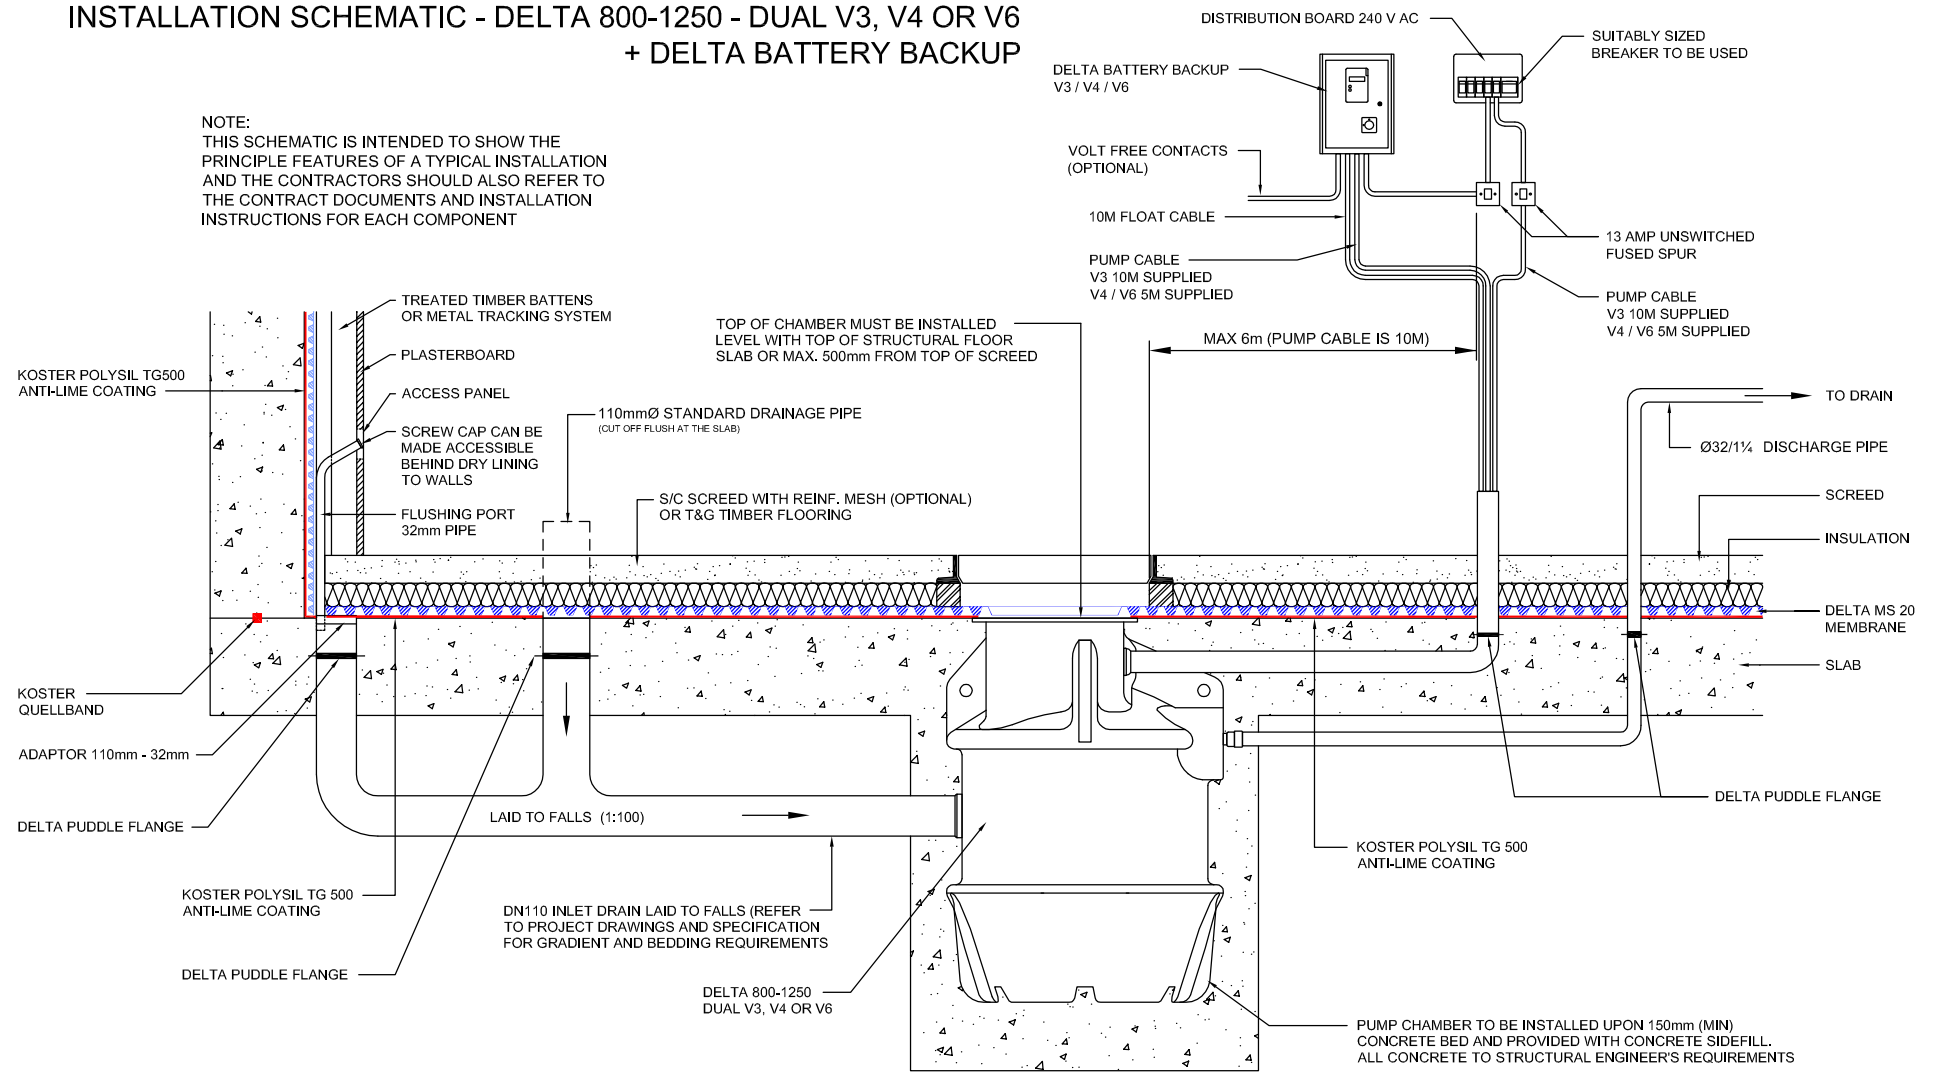 INSTALLATION SCHEMATIC - DELTA 800-1250 - DUAL V3, V4 OR V6
+ DELTA BATTERY BACKUP
NOTE:
THIS SCHEMATIC IS INTENDED TO SHOW THE
PRINCIPLE FEATURES OF A TYPICAL INSTALLATION
AND THE CONTRACTORS SHOULD ALSO REFER TO
THE CONTRACT DOCUMENTS AND INSTALLATION
INSTRUCTIONS FOR EACH COMPONENT
DISTRIBUTION BOARD 240 V AC
SUITABLY SIZED
BREAKER TO BE USED
DELTA BATTERY BACKUP
V3 / V4 / V6
VOLT FREE CONTACTS
(OPTIONAL)
10M FLOAT CABLE
PUMP CABLE
V3 10M SUPPLIED
V4 / V6 5M SUPPLIED
13 AMP UNSWITCHED
FUSED SPUR
PUMP CABLE
V3 10M SUPPLIED
V4 / V6 5M SUPPLIED
TREATED TIMBER BATTENS
OR METAL TRACKING SYSTEM
PLASTERBOARD
KOSTER POLYSIL TG500
ANTI-LIME COATING
ACCESS PANEL
SCREW CAP CAN BE
MADE ACCESSIBLE
BEHIND DRY LINING
TO WALLS
FLUSHING PORT
32mm PIPE
110mmØ STANDARD DRAINAGE PIPE
(CUT OFF FLUSH AT THE SLAB)
S/C SCREED WITH REINF. MESH (OPTIONAL)
OR T&G TIMBER FLOORING
TOP OF CHAMBER MUST BE INSTALLED
LEVEL WITH TOP OF STRUCTURAL FLOOR
SLAB OR MAX. 500mm FROM TOP OF SCREED
MAX 6m (PUMP CABLE IS 10M)
TO DRAIN
Ø32/1¼ DISCHARGE PIPE
SCREED
INSULATION
DELTA MS 20
MEMBRANE
SLAB
KOSTER
QUELLBAND
ADAPTOR 110mm - 32mm
DELTA PUDDLE FLANGE
LAID TO FALLS (1:100)
DELTA PUDDLE FLANGE
KOSTER POLYSIL TG 500
ANTI-LIME COATING
KOSTER POLYSIL TG 500
ANTI-LIME COATING
DN110 INLET DRAIN LAID TO FALLS (REFER
TO PROJECT DRAWINGS AND SPECIFICATION
FOR GRADIENT AND BEDDING REQUIREMENTS
DELTA PUDDLE FLANGE
DELTA 800-1250
DUAL V3, V4 OR V6
PUMP CHAMBER TO BE INSTALLED UPON 150mm (MIN)
CONCRETE BED AND PROVIDED WITH CONCRETE SIDEFILL.
ALL CONCRETE TO STRUCTURAL ENGINEER'S REQUIREMENTS